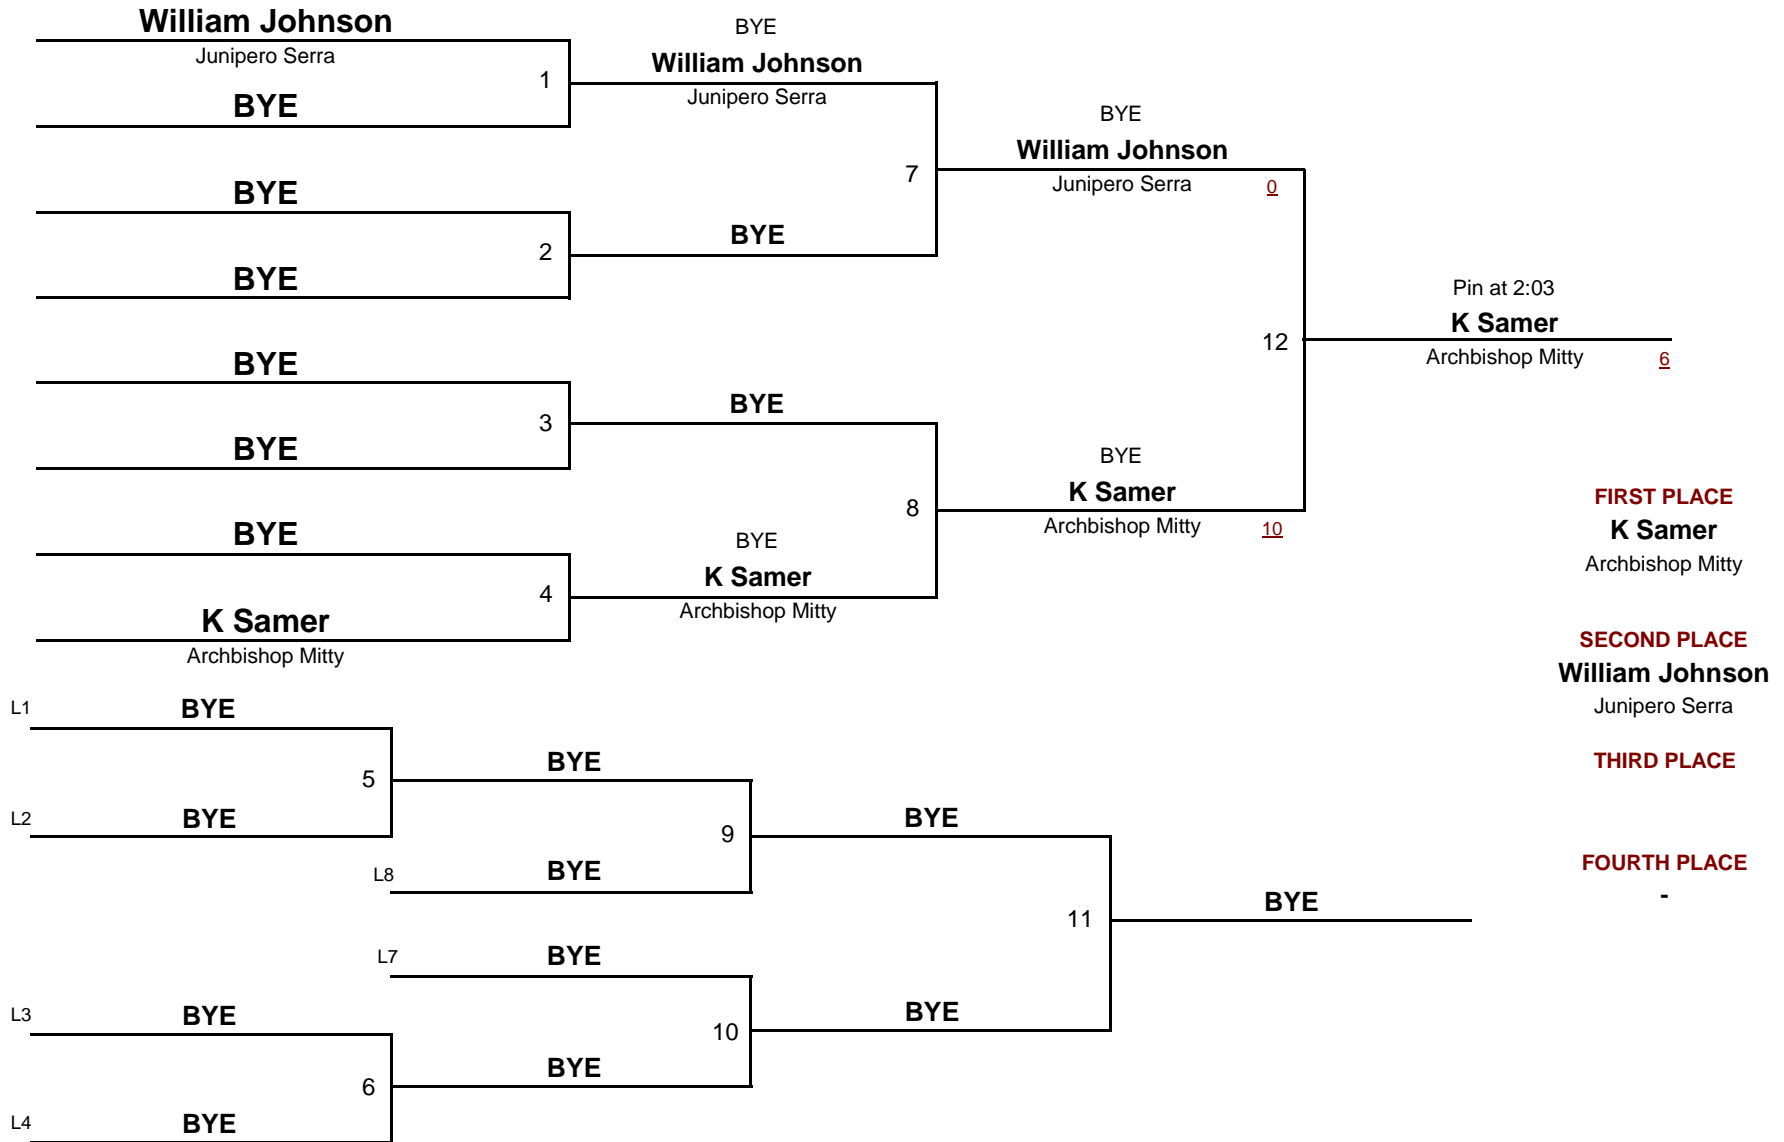 William Johnson
Junipero Serra
1
BYE
BYE
William Johnson
Junipero Serra
BYE
2
BYE
BYE
7
BYE
William Johnson
Junipero Serra
0
BYE
3
BYE
BYE
BYE
4
K Samer
Archbishop Mitty
BYE
K Samer
Archbishop Mitty
8
BYE
K Samer
Archbishop Mitty
10
12
Pin at 2:03
K Samer
Archbishop Mitty
6
FIRST PLACE
K Samer
Archbishop Mitty
SECOND PLACE
William Johnson
Junipero Serra
THIRD PLACE
FOURTH PLACE
-
L1
BYE
5
L2
BYE
BYE
9
L8
BYE
BYE
L7
BYE
10
BYE
L3
BYE
6
L4
BYE
BYE
11
BYE